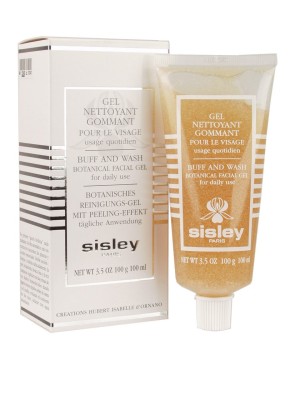 GEL
NETTOYANT
GOMMANT
POUR LE VISAGE
usage quotidien
BUFF AND WASH
BOTANICAL FACIAL GEL
for daily use
BOTANISCHES
REINIGUNGS-GEL
MIT PEELING-EFFEKT
tägliche Anwendung
sisley
PARIS
NET WT 3.5 OZ 100 g 100 ml
CREATIONS HUBERT ISABELLE D'ORNANO
GEL
NETTOYANT
GOMMANT
POUR LE VISAGE
usage quotidien
BUFF AND WASH
BOTANICAL FACIAL GEL
for daily use
sisley
PARIS
NET WT 3.5 OZ 100 g 100 ml